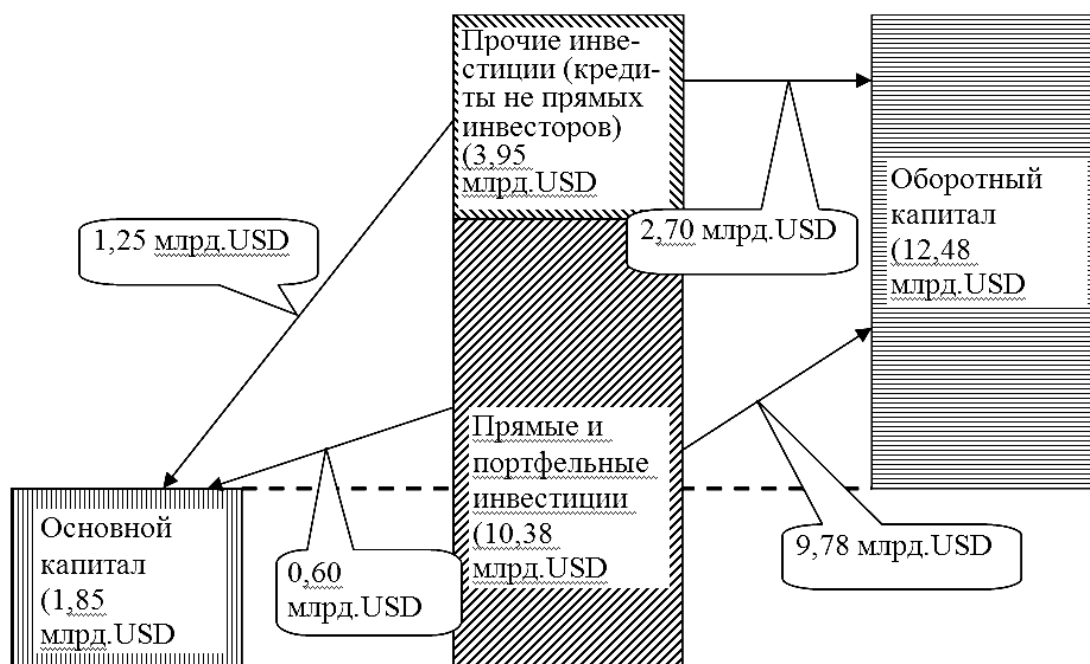 Прочие инве-
стиции (креди-
ты не прямых
инвесторов)
(3,95
млрд.USD
2,70 млрд.USD
Оборотный
капитал
(12,48
млрд.USD
1,25 млрд.USD
Прямые и
портфельные
инвестиции
(10,38
млрд.USD
9,78 млрд.USD
0,60
млрд.USD
Основной
капитал
(1,85
млрд.USD